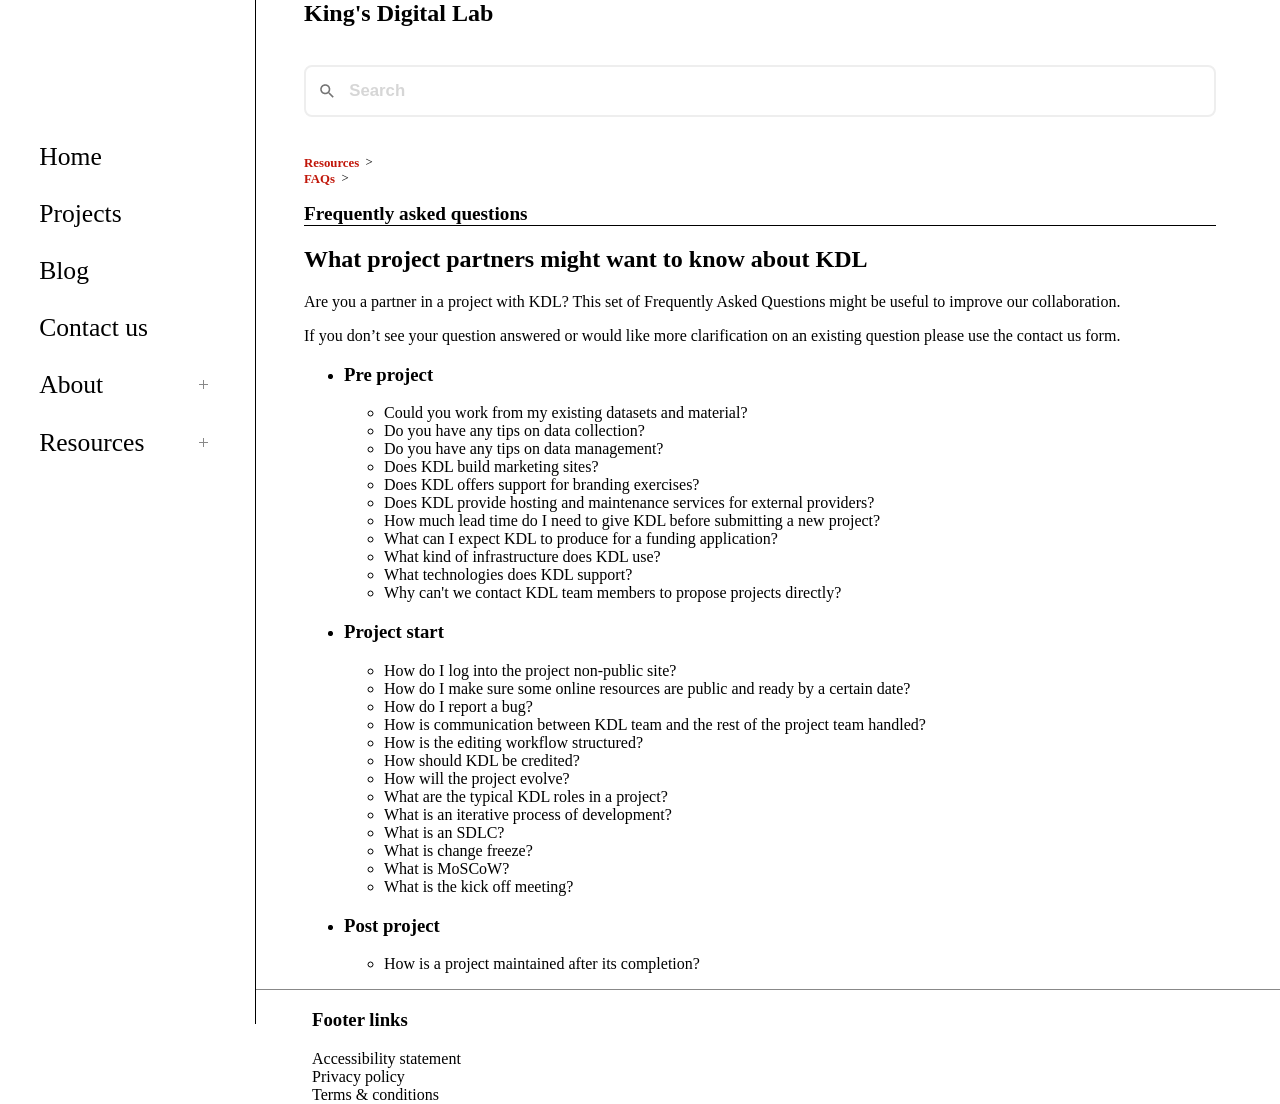 King's Digital Lab
Search
Home
Projects
Blog
Contact us
About +
Resources +
Resources >
FAQs >
Frequently asked questions
What project partners might want to know about KDL
Are you a partner in a project with KDL? This set of Frequently Asked Questions might be useful to improve our collaboration.
If you don’t see your question answered or would like more clarification on an existing question please use the contact us form.
Pre project
Could you work from my existing datasets and material?
Do you have any tips on data collection?
Do you have any tips on data management?
Does KDL build marketing sites?
Does KDL offers support for branding exercises?
Does KDL provide hosting and maintenance services for external providers?
How much lead time do I need to give KDL before submitting a new project?
What can I expect KDL to produce for a funding application?
What kind of infrastructure does KDL use?
What technologies does KDL support?
Why can't we contact KDL team members to propose projects directly?
Project start
How do I log into the project non-public site?
How do I make sure some online resources are public and ready by a certain date?
How do I report a bug?
How is communication between KDL team and the rest of the project team handled?
How is the editing workflow structured?
How should KDL be credited?
How will the project evolve?
What are the typical KDL roles in a project?
What is an iterative process of development?
What is an SDLC?
What is change freeze?
What is MoSCoW?
What is the kick off meeting?
Post project
How is a project maintained after its completion?
Footer links
Accessibility statement
Privacy policy
Terms & conditions